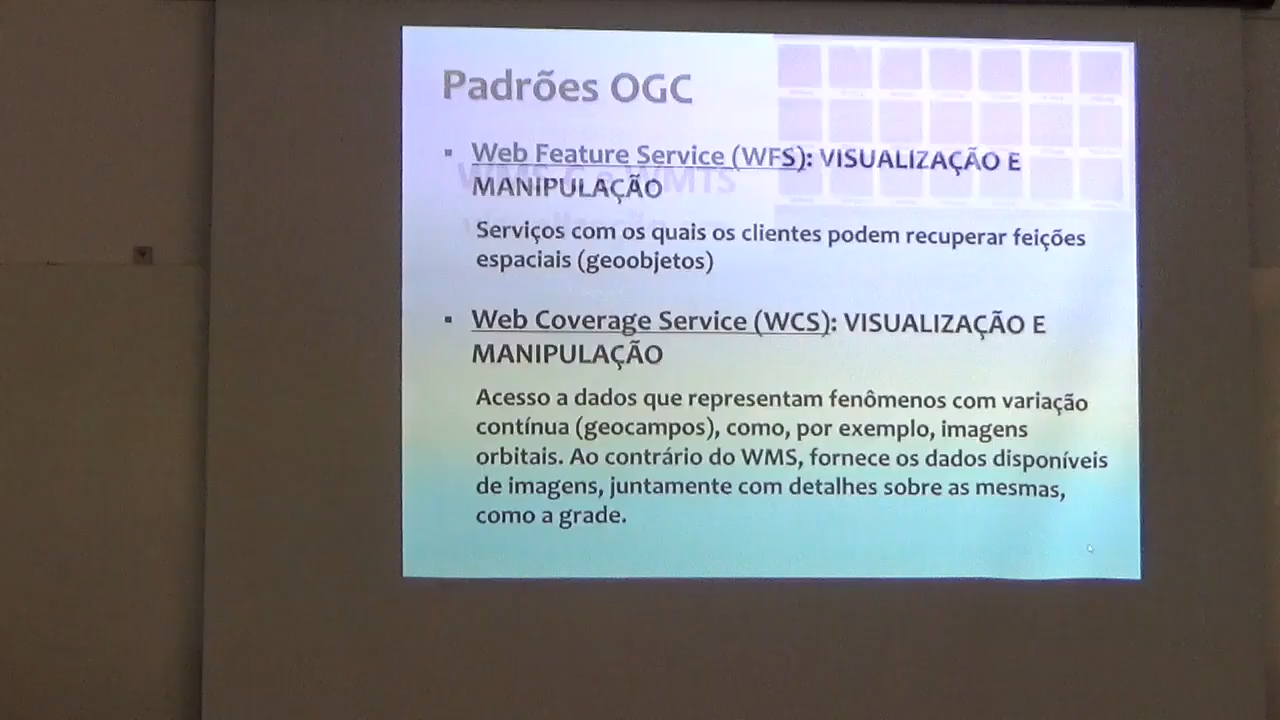 Padrões OGC
▪ Web Feature Service (WFS): VISUALIZAÇÃO E
MANIPULAÇÃO
WMTS
Serviços com os quais os clientes podem recuperar feições
espaciais (geoobjetos)
▪ Web Coverage Service (WCS): VISUALIZAÇÃO E
MANIPULAÇÃO
Acesso a dados que representam fenômenos com variação
contínua (geocampos), como, por exemplo, imagens
orbitais. Ao contrário do WMS, fornece os dados disponíveis
de imagens, juntamente com detalhes sobre as mesmas,
como a grade.